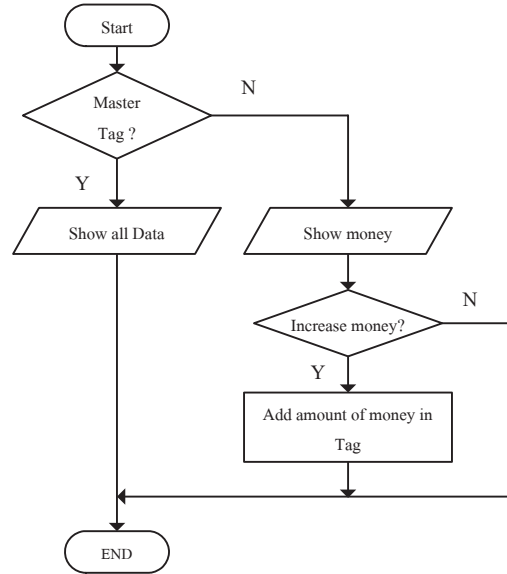 Start
Master
Tag ?
N
Y
Show all Data
Show money
Increase money?
N
Y
Add amount of money in
Tag
END